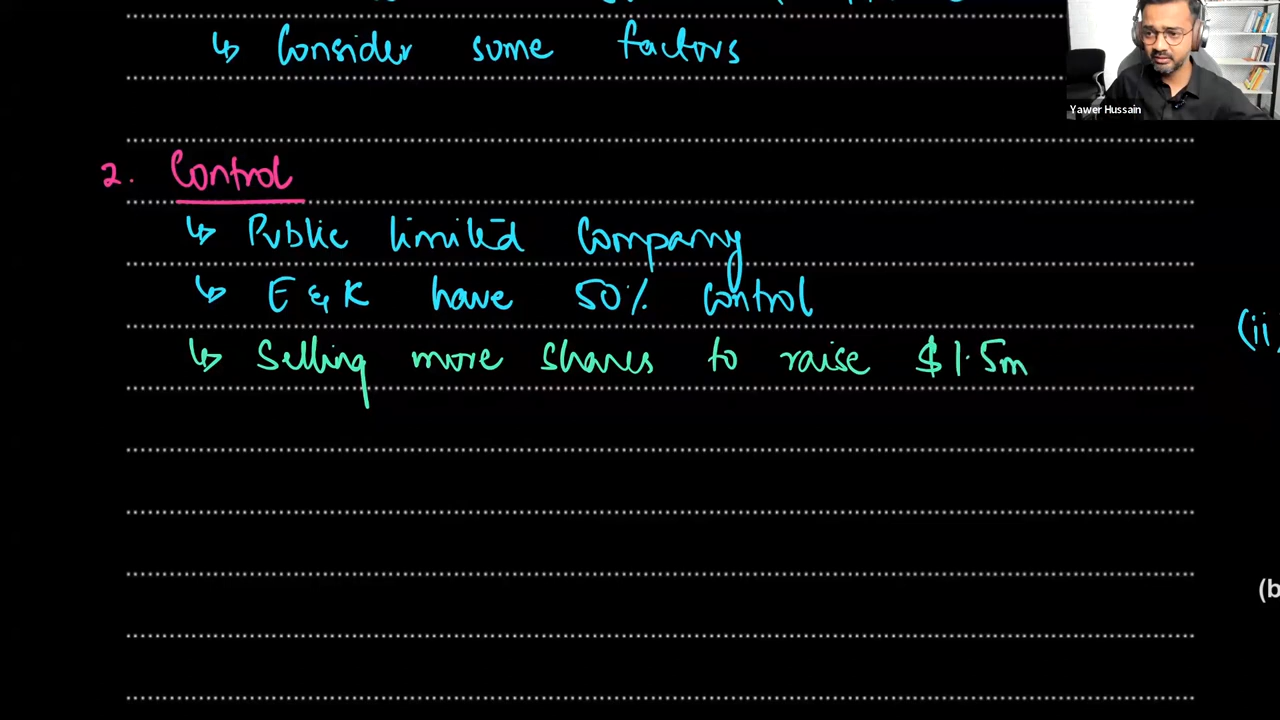 ↳ Consider some factors
Yawer Hussain
2. Control
↳ Public limited Company
↳ E & K have 50% control
↳ Selling more shares to raise $1.5m
(ii
(b